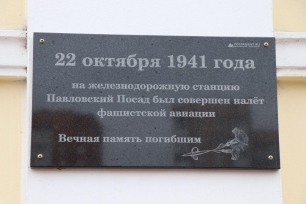 22 октября 1941 года
на железнодорожную станцию
Павловский Посад был совершен налёт
фашистской авиации
Вечная память погибшим